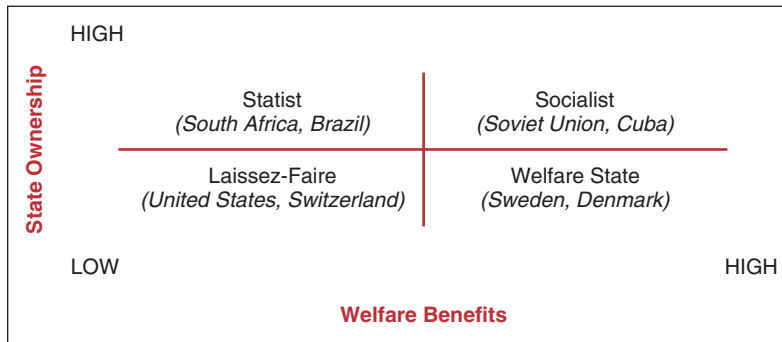 HIGH
State Ownership
Statist
(South Africa, Brazil)
Socialist
(Soviet Union, Cuba)
Laissez-Faire
(United States, Switzerland)
Welfare State
(Sweden, Denmark)
LOW
HIGH
Welfare Benefits